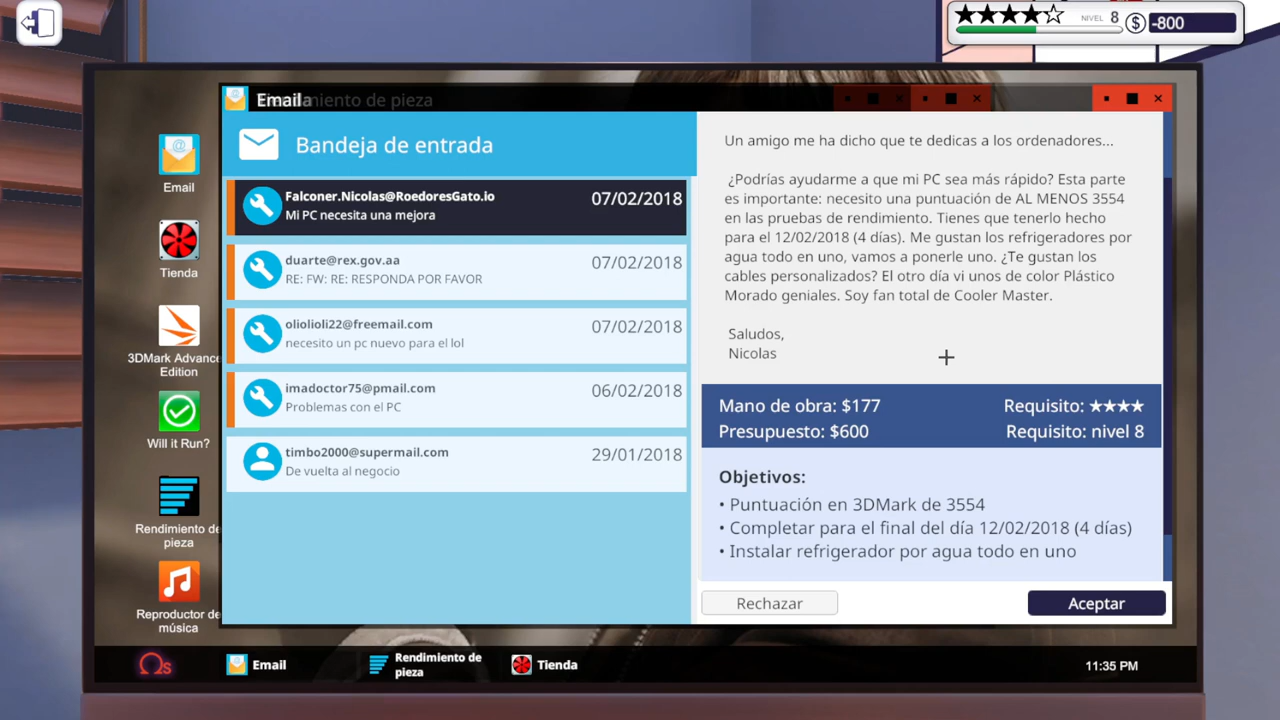 NIVEL 8
-800
Email
Rendimiento de pieza
Email
Tienda
3DMark Advance
Edition
Will it Run?
Rendimiento de
pieza
Reproductor de
música
Bandeja de entrada
Falconer.Nicolas@RoedoresGato.io 07/02/2018
Mi PC necesita una mejora
duarte@rex.gov.aa 07/02/2018
RE: FW: RE: RESPONDA POR FAVOR
oliolioli22@freemail.com 07/02/2018
necesito un pc nuevo para el lol
imadoctor75@pmail.com 06/02/2018
Problemas con el PC
timbo2000@supermail.com 29/01/2018
De vuelta al negocio
Un amigo me ha dicho que te dedicas a los ordenadores...
¿Podrías ayudarme a que mi PC sea más rápido? Esta parte
es importante: necesito una puntuación de AL MENOS 3554
en las pruebas de rendimiento. Tienes que tenerlo hecho
para el 12/02/2018 (4 días). Me gustan los refrigeradores por
agua todo en uno, vamos a ponerle uno. ¿Te gustan los
cables personalizados? El otro día vi unos de color Plástico
Morado geniales. Soy fan total de Cooler Master.
Saludos,
Nicolas
Mano de obra: $177 Requisito: ★★★★
Presupuesto: $600 Requisito: nivel 8
Objetivos:
• Puntuación en 3DMark de 3554
• Completar para el final del día 12/02/2018 (4 días)
• Instalar refrigerador por agua todo en uno
Rechazar
Aceptar
Ωs
Email
Rendimiento de
pieza
Tienda
11:35 PM